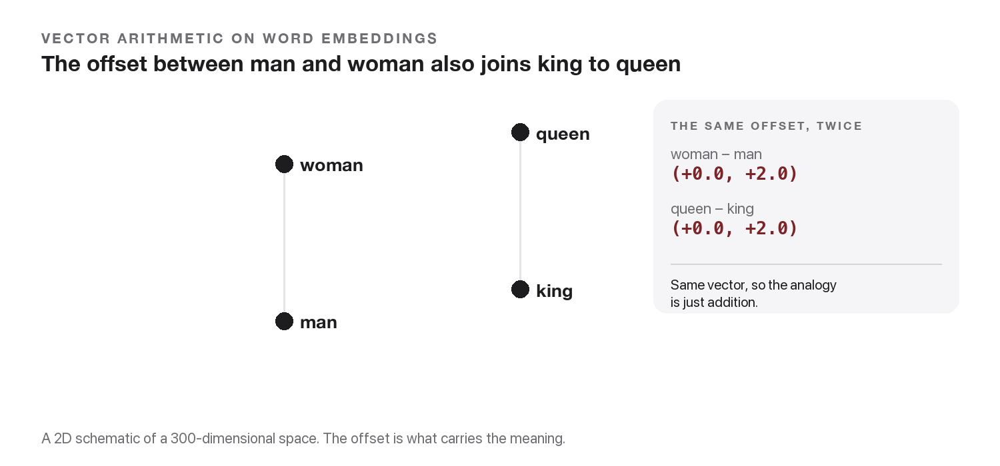 VECTOR ARITHMETIC ON WORD EMBEDDINGS
The offset between man and woman also joins king to queen
queen
woman
king
man
THE SAME OFFSET, TWICE
woman – man
(+0.0, +2.0)
queen – king
(+0.0, +2.0)
Same vector, so the analogy
is just addition.
A 2D schematic of a 300-dimensional space. The offset is what carries the meaning.